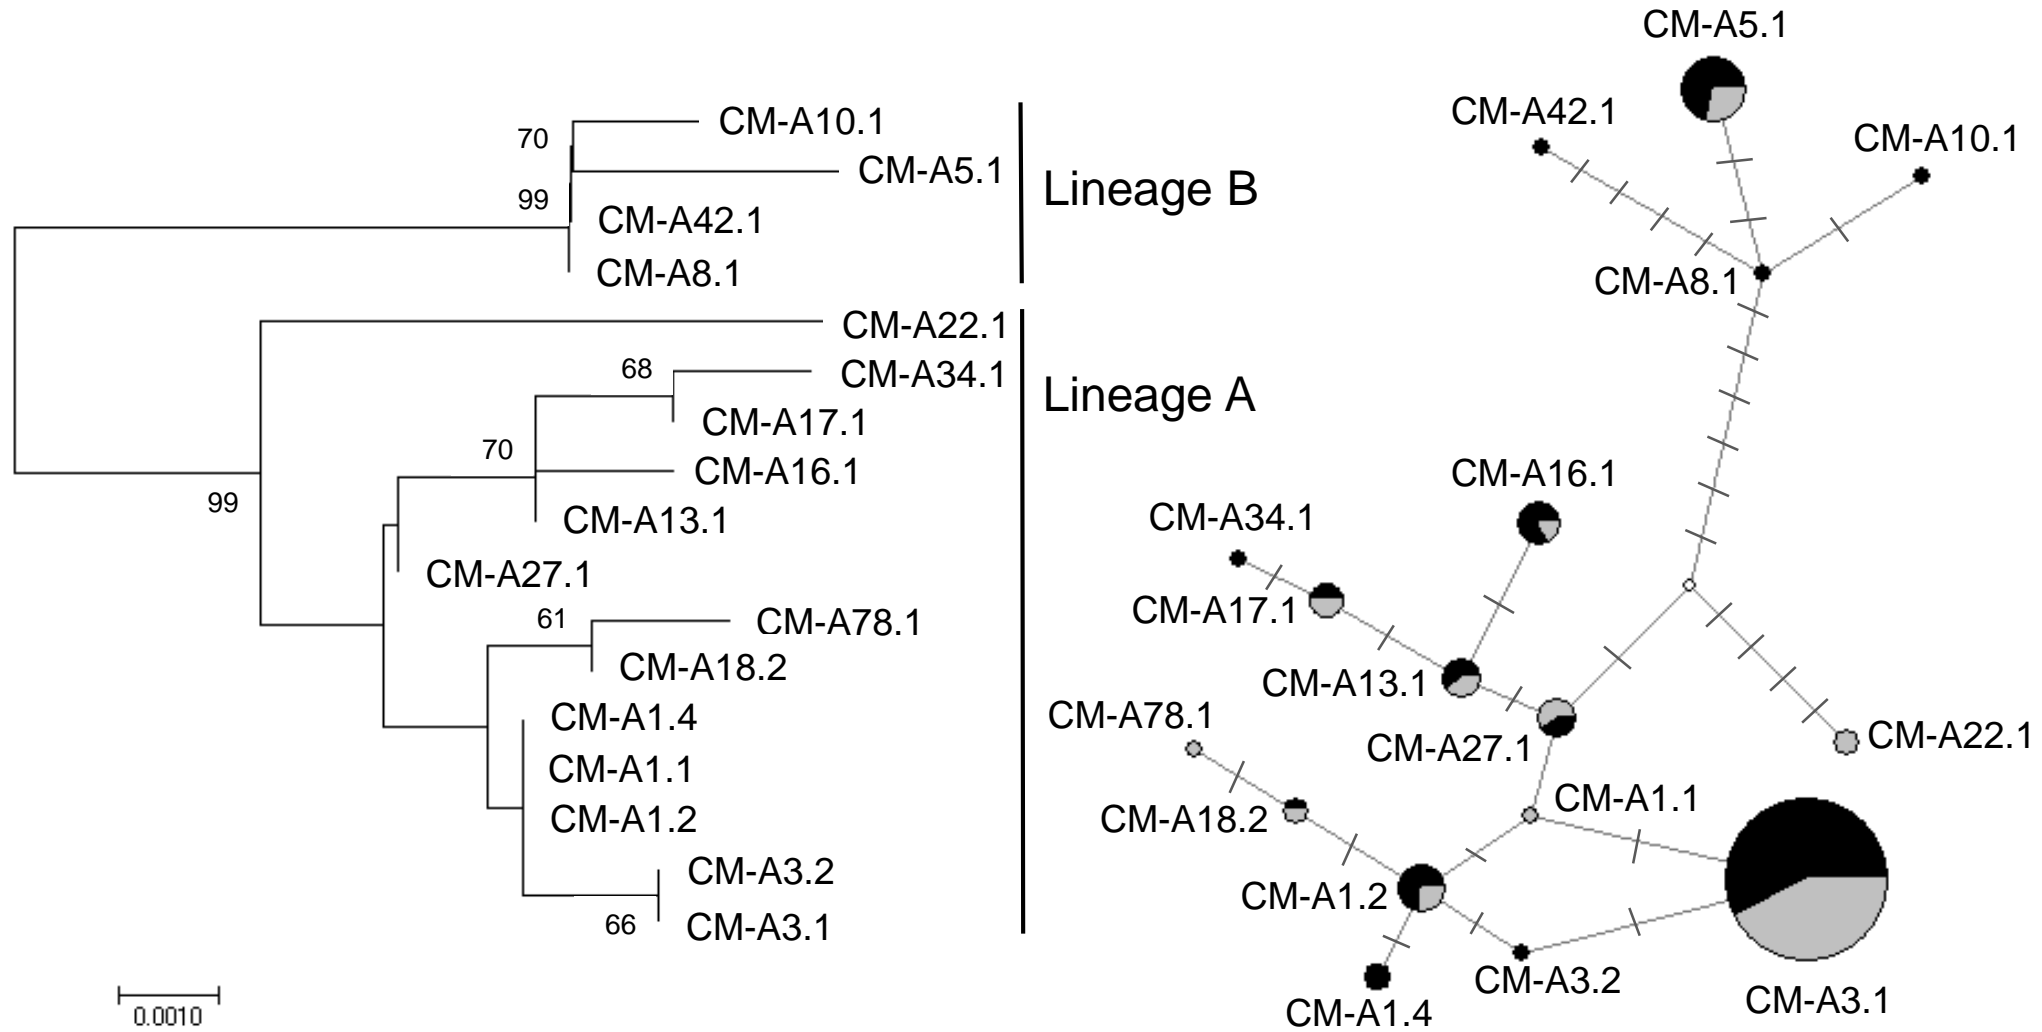 70
CM-A10.1
CM-A5.1
99
CM-A42.1
CM-A8.1
Lineage B
CM-A22.1
68
CM-A34.1
CM-A17.1
70
CM-A16.1
CM-A13.1
99
CM-A27.1
61
CM-A78.1
CM-A18.2
CM-A1.4
CM-A1.1
CM-A1.2
CM-A3.2
66
CM-A3.1
Lineage A
0.0010
CM-A5.1
CM-A42.1
CM-A10.1
CM-A8.1
CM-A16.1
CM-A34.1
CM-A17.1
CM-A13.1
CM-A78.1
CM-A27.1
CM-A22.1
CM-A1.1
CM-A18.2
CM-A1.2
CM-A3.2
CM-A3.1
CM-A1.4